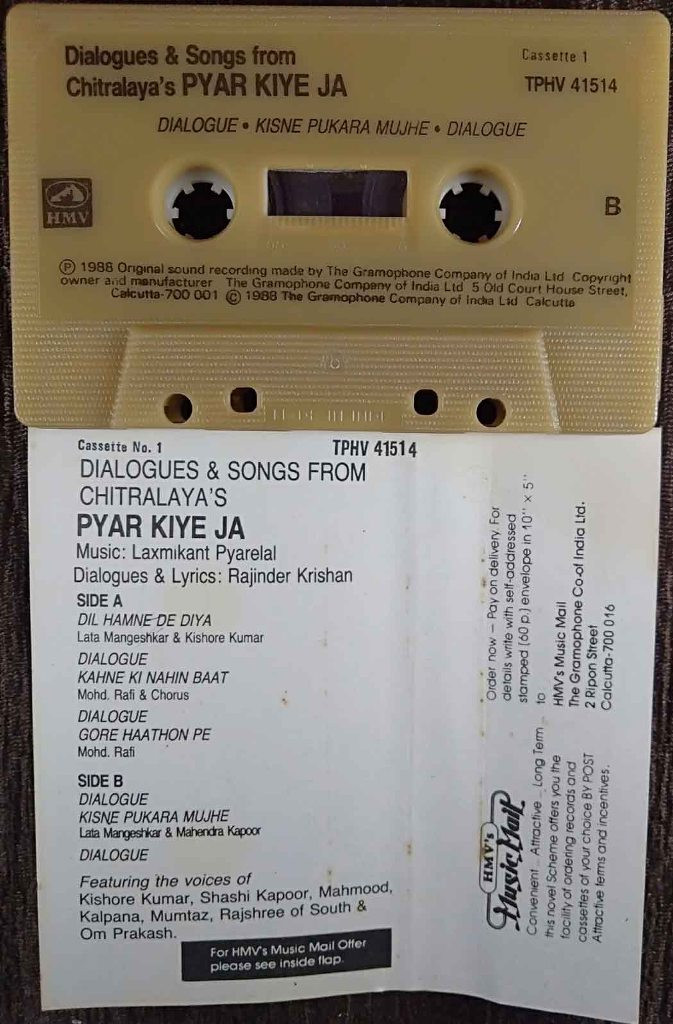 Dialogues & Songs from
Chitralaya's PYAR KIYE JA
Cassette 1
TPHV 41514
DIALOGUE • KISNE PUKARA MUJHE • DIALOGUE
HMV
B
℗ 1988 Original sound recording made by The Gramophone Company of India Ltd Copyright
owner and manufacturer The Gramophone Company of India Ltd 5 Old Court House Street,
Calcutta-700 001 © 1988 The Gramophone Company of India Ltd Calcutta
Cassette No. 1
TPHV 41514
DIALOGUES & SONGS FROM
CHITRALAYA'S
PYAR KIYE JA
Music: Laxmikant Pyarelal
Dialogues & Lyrics: Rajinder Krishan
SIDE A
DIL HAMNE DE DIYA
Lata Mangeshkar & Kishore Kumar
DIALOGUE
KAHNE KI NAHIN BAAT
Mohd. Rafi & Chorus
DIALOGUE
GORE HAATHON PE
Mohd. Rafi
SIDE B
DIALOGUE
KISNE PUKARA MUJHE
Lata Mangeshkar & Mahendra Kapoor
DIALOGUE
Featuring the voices of
Kishore Kumar, Shashi Kapoor, Mahmood,
Kalpana, Mumtaz, Rajshree of South &
Om Prakash.
For HMV's Music Mail Offer
please see inside flap.
HMV's
Music Mail
Convenient – Attractive – Long Term –
this novel Scheme offers you the
facility of ordering records and
cassettes of your choice BY POST
Attractive terms and incentives.
Order now – Pay on delivery. For
details write with self-addressed
stamped (60 p.) envelope in 10" × 5"
to
HMV's Music Mail
The Gramophone Co of India Ltd.
2 Ripon Street
Calcutta-700 016